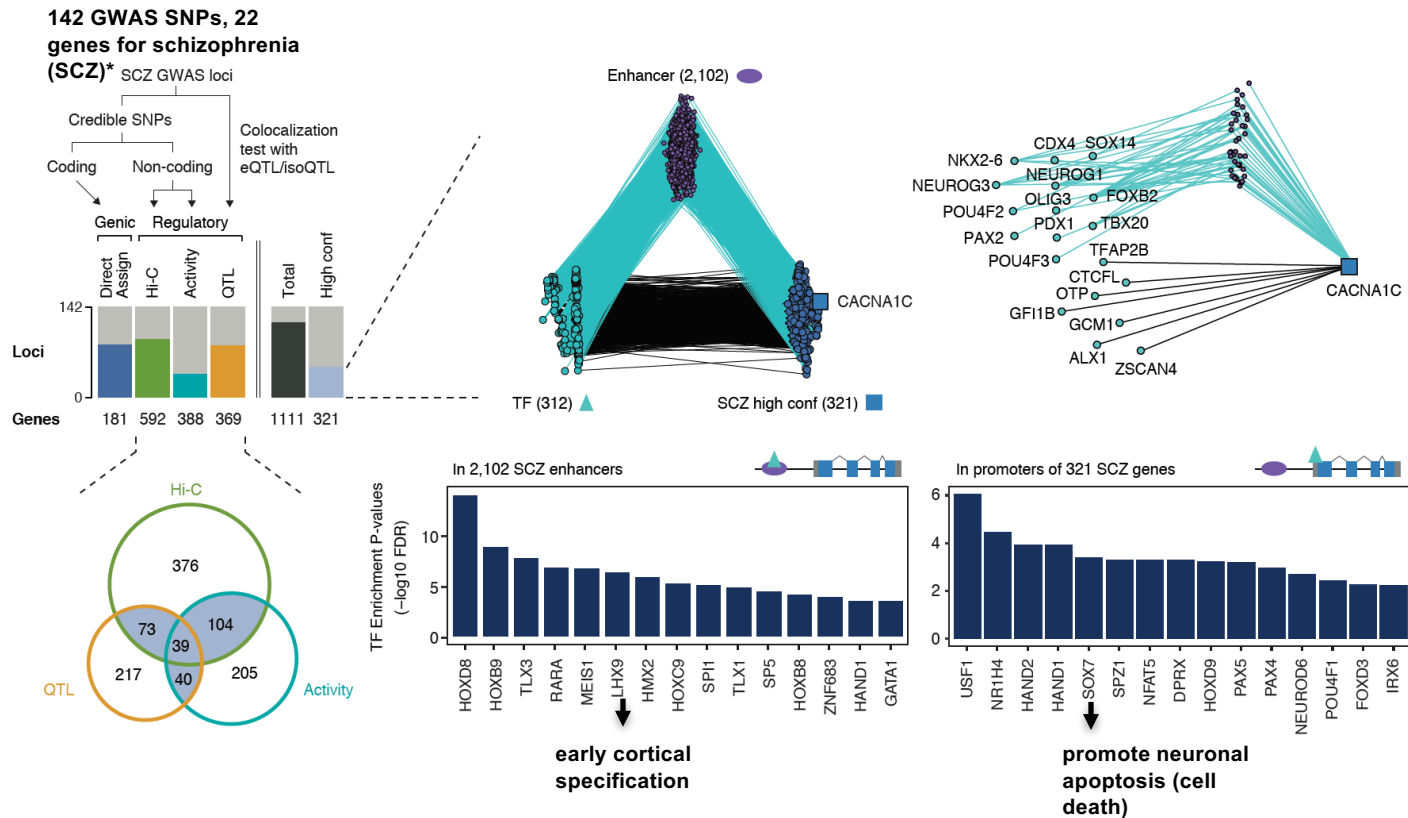 142 GWAS SNPs, 22
genes for schizophrenia
(SCZ)*
SCZ GWAS loci
Credible SNPs
Coding
Non-coding
Colocalization
test with
eQTL/isoQTL
Genic
Regulatory
Direct
Assign
Hi-C
Activity
QTL
Total
High conf
142
Loci
0
Genes
181
592
388
369
1111
321
Hi-C
376
73
104
39
217
40
205
QTL
Activity
Enhancer (2,102)
CACNA1C
TF (312)
SCZ high conf (321)
CDX4
SOX14
NKX2-6
NEUROG1
NEUROG3
OLIG3
FOXB2
POU4F2
PDX1
TBX20
PAX2
POU4F3
TFAP2B
CTCFL
OTP
GFI1B
GCM1
ALX1
ZSCAN4
CACNA1C
In 2,102 SCZ enhancers
TF Enrichment P-values
(−log10 FDR)
10
5
0
HOXD8
HOXB9
TLX3
RARA
MEIS1
LHX9
HMX2
HOXC9
SPI1
TLX1
SP5
HOXB8
ZNF683
HAND1
GATA1
early cortical
specification
In promoters of 321 SCZ genes
6
4
2
0
USF1
NR1H4
HAND2
HAND1
SOX7
SPZ1
NFAT5
DPRX
HOXD9
PAX5
PAX4
NEUROD6
POU4F1
FOXD3
IRX6
promote neuronal
apoptosis (cell
death)